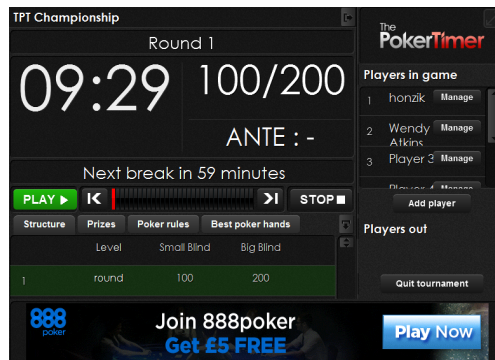 TPT Championship
Round 1
09:29
100/200
ANTE : -
Next break in 59 minutes
PLAY
STOP
Structure
Prizes
Poker rules
Best poker hands
Level Small Blind Big Blind
1 round 100 200
The
PokerTimer
Players in game
1 honzik Manage
2 Wendy Atkins Manage
3 Player 3 Manage
Player 4 Manage
Add player
Players out
Quit tournament
888
poker
Join 888poker
Get £5 FREE
Play Now